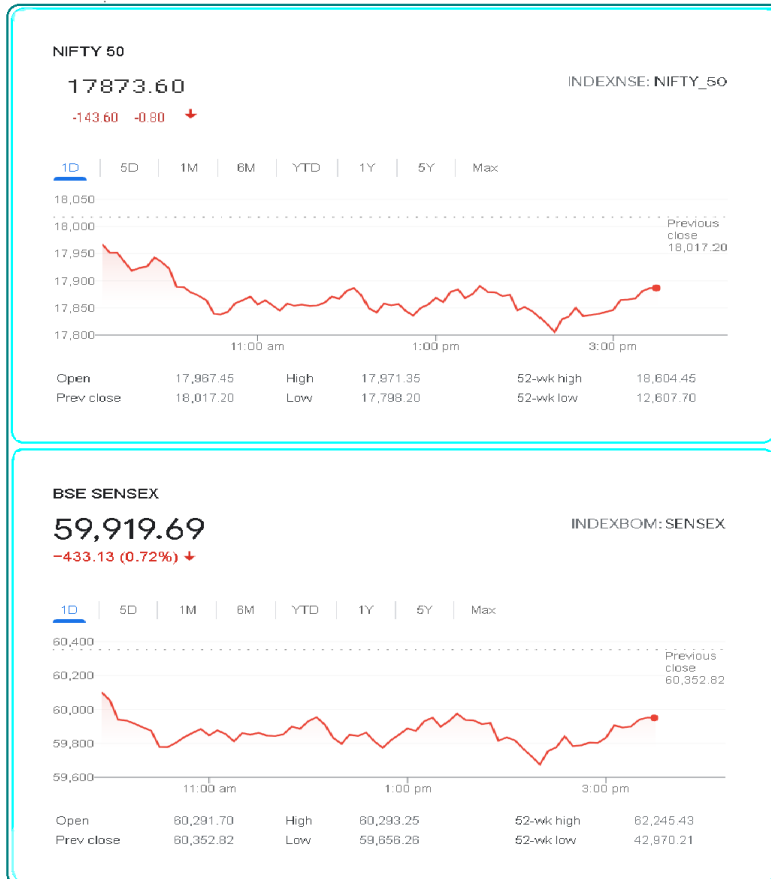 NIFTY 50
17873.60
INDEXNSE: NIFTY_50
-143.60 -0.80
1D 5D 1M 6M YTD 1Y 5Y Max
18,050
18,000
Previous
close
18,017.20
17,950
17,900
17,850
17,800
11:00 am 1:00 pm 3:00 pm
Open 17,967.45 High 17,971.35 52-wk high 18,604.45
Prev close 18,017.20 Low 17,798.20 52-wk low 12,607.70
BSE SENSEX
59,919.69
INDEXBOM: SENSEX
−433.13 (0.72%)
1D 5D 1M 6M YTD 1Y 5Y Max
60,400
Previous
close
60,352.82
60,200
60,000
59,800
59,600
11:00 am 1:00 pm 3:00 pm
Open 60,291.70 High 60,293.25 52-wk high 62,245.43
Prev close 60,352.82 Low 59,656.26 52-wk low 42,970.21